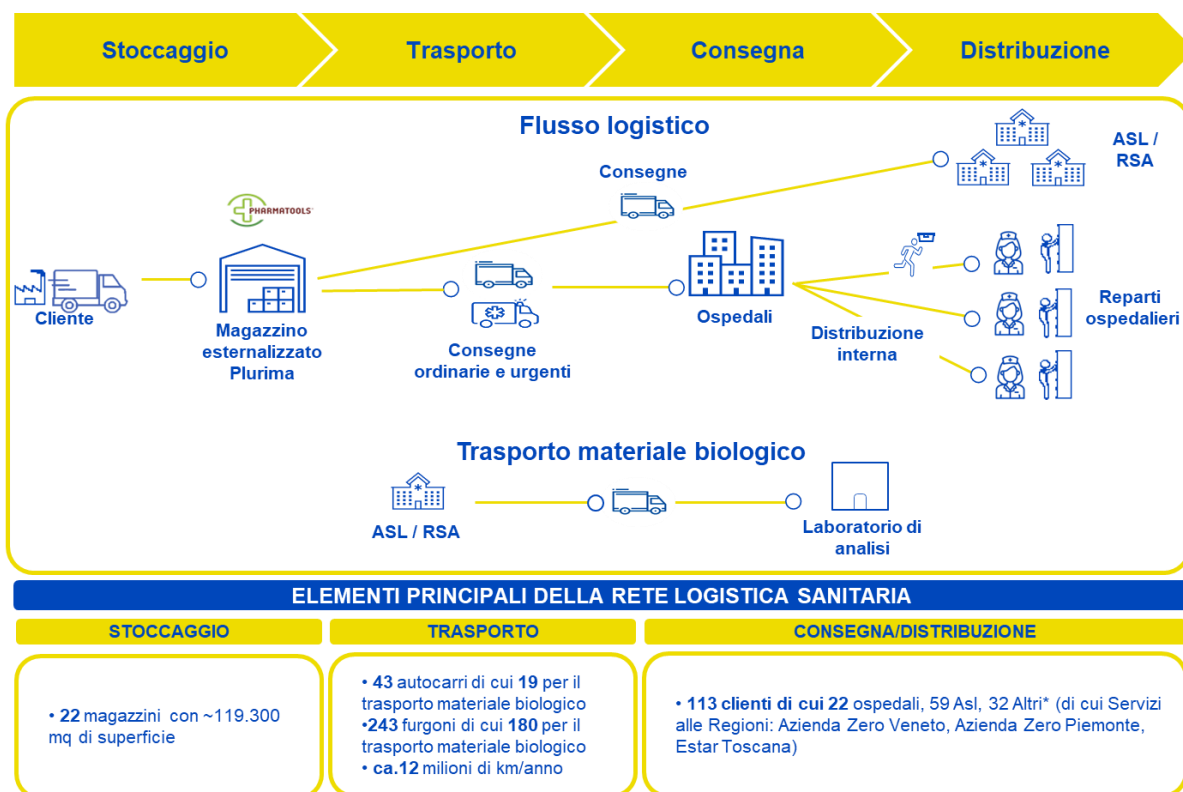 Stoccaggio
Trasporto
Consegna
Distribuzione
Flusso logistico
ASL /
RSA
Consegne
PHARMATOOLS®
Cliente
Magazzino
esternalizzato
Plurima
Consegne
ordinarie e urgenti
Ospedali
Distribuzione
interna
Reparti
ospedalieri
Trasporto materiale biologico
ASL / RSA
Laboratorio di
analisi
ELEMENTI PRINCIPALI DELLA RETE LOGISTICA SANITARIA
STOCCAGGIO
• 22 magazzini con ~119.300
mq di superficie
TRASPORTO
• 43 autocarri di cui 19 per il
trasporto materiale biologico
•243 furgoni di cui 180 per il
trasporto materiale biologico
• ca.12 milioni di km/anno
CONSEGNA/DISTRIBUZIONE
• 113 clienti di cui 22 ospedali, 59 Asl, 32 Altri* (di cui Servizi
alle Regioni: Azienda Zero Veneto, Azienda Zero Piemonte,
Estar Toscana)